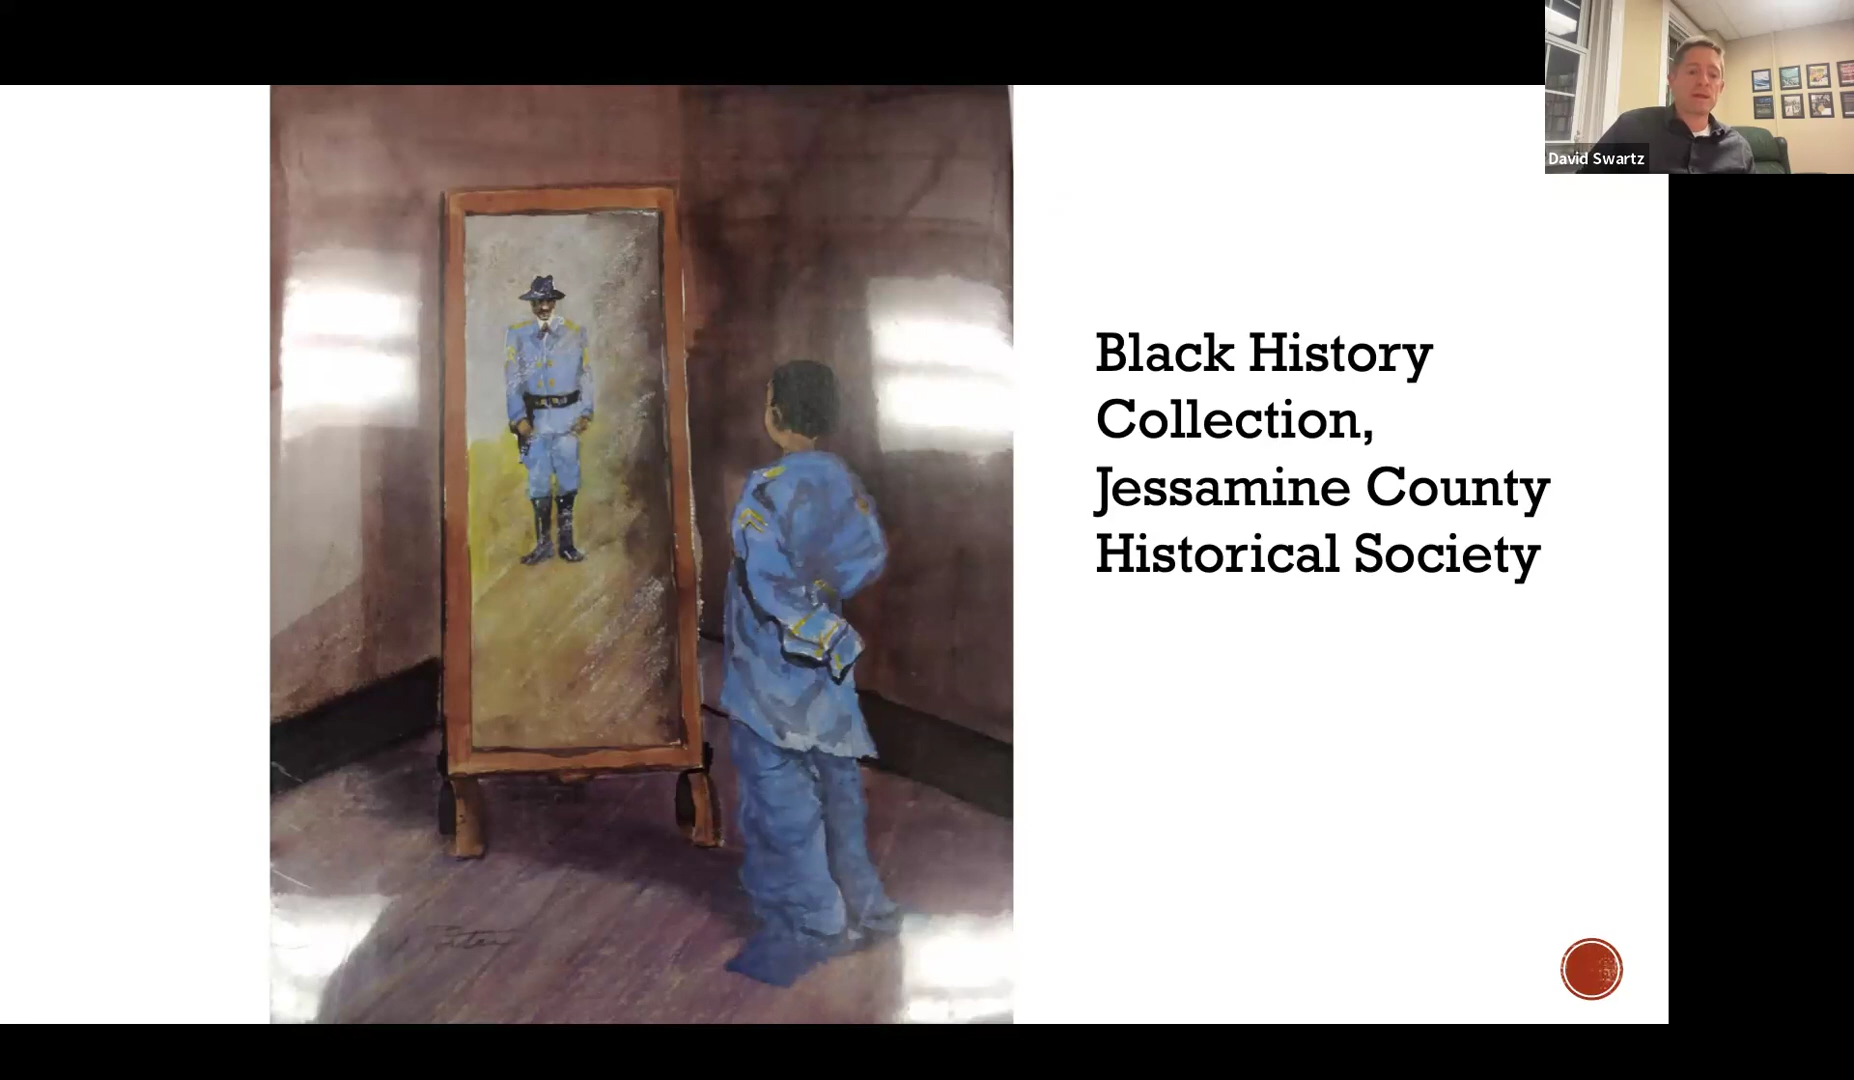 David Swartz
Black History
Collection,
Jessamine County
Historical Society